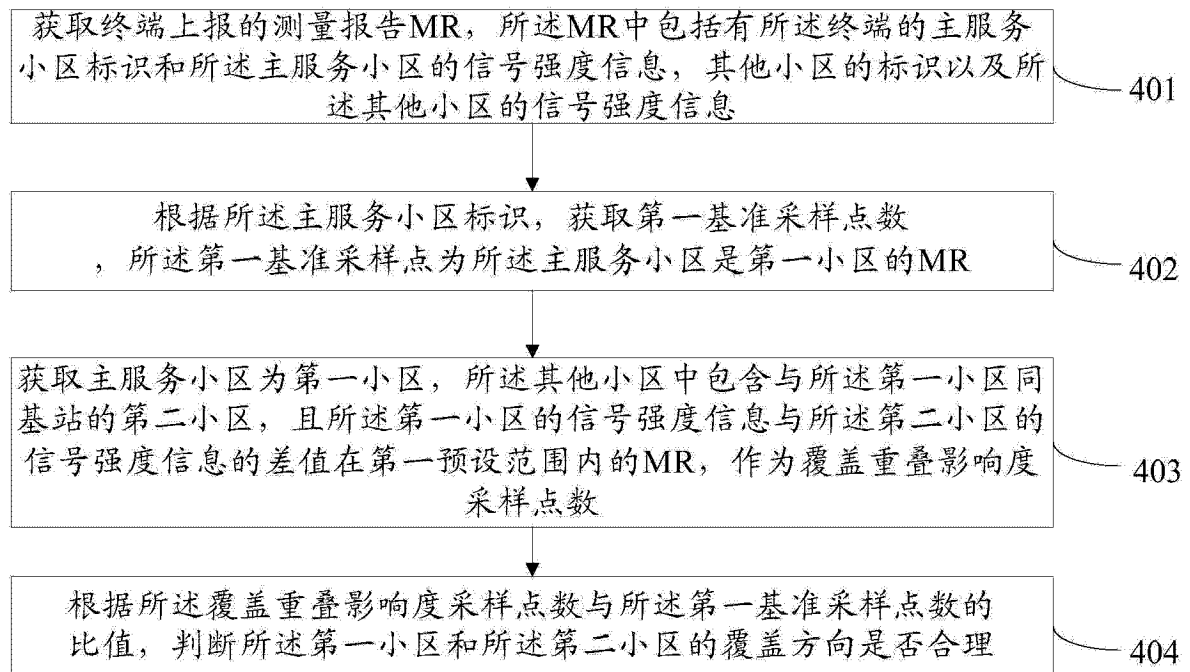 获取终端上报的测量报告MR，所述MR中包括有所述终端的主服务
小区标识和所述主服务小区的信号强度信息，其他小区的标识以及所
述其他小区的信号强度信息
401
根据所述主服务小区标识，获取第一基准采样点数
，所述第一基准采样点为所述主服务小区是第一小区的MR
402
获取主服务小区为第一小区，所述其他小区中包含与所述第一小区同
基站的第二小区，且所述第一小区的信号强度信息与所述第二小区的
信号强度信息的差值在第一预设范围内的MR，作为覆盖重叠影响度
采样点数
403
根据所述覆盖重叠影响度采样点数与所述第一基准采样点数的
比值，判断所述第一小区和所述第二小区的覆盖方向是否合理
404